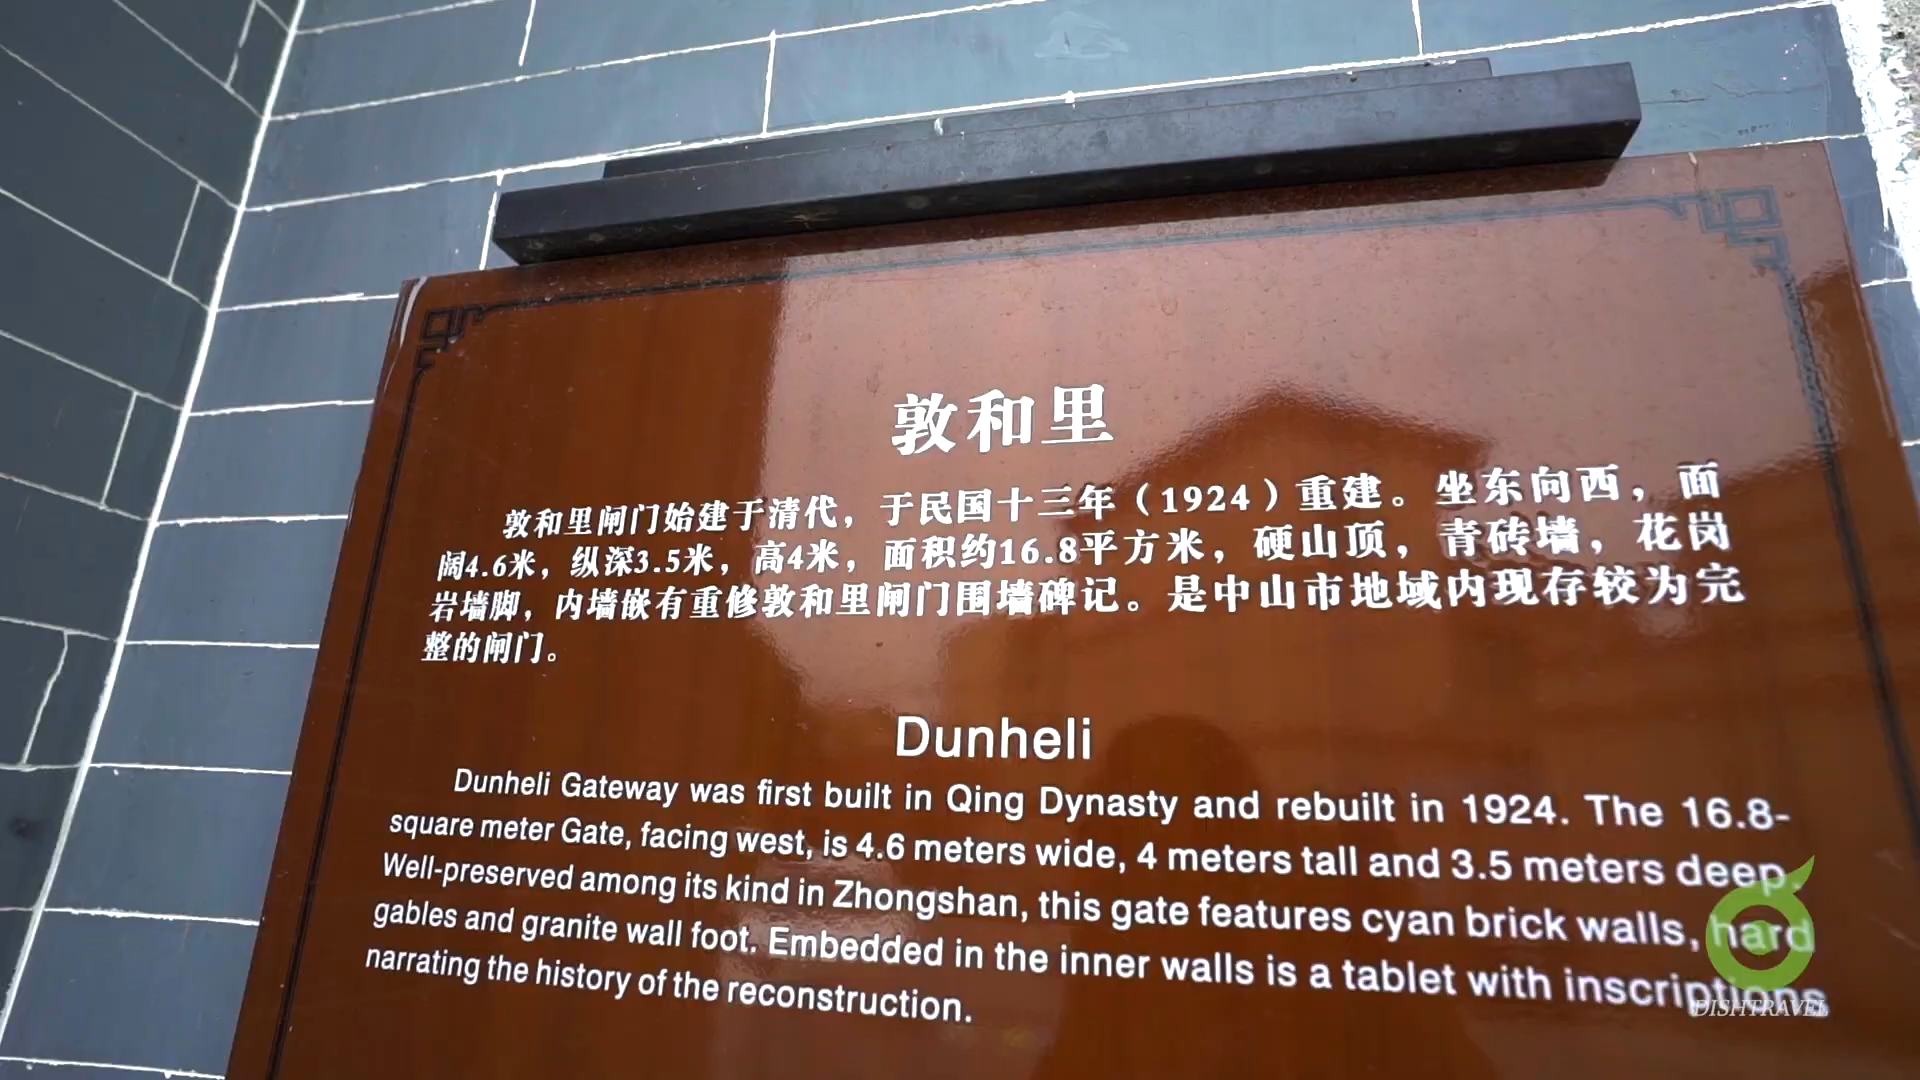 敦和里
敦和里闸门始建于清代，于民国十三年（1924）重建。坐东向西，面
阔4.6米，纵深3.5米，高4米，面积约16.8平方米，硬山顶，青砖墙，花岗
岩墙脚，内墙嵌有重修敦和里闸门围墙碑记。是中山市地域内现存较为完
整的闸门。
Dunheli
Dunheli Gateway was first built in Qing Dynasty and rebuilt in 1924. The 16.8-
square meter Gate, facing west, is 4.6 meters wide, 4 meters tall and 3.5 meters deep.
Well-preserved among its kind in Zhongshan, this gate features cyan brick walls, hard
gables and granite wall foot. Embedded in the inner walls is a tablet with inscriptions
narrating the history of the reconstruction.
DISHTRAVEL